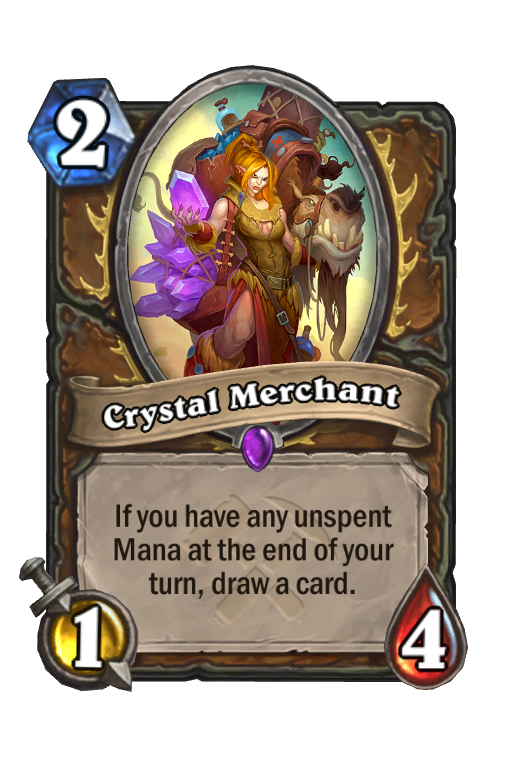 2
Crystal Merchant
If you have any unspent
Mana at the end of your
turn, draw a card.
1
4